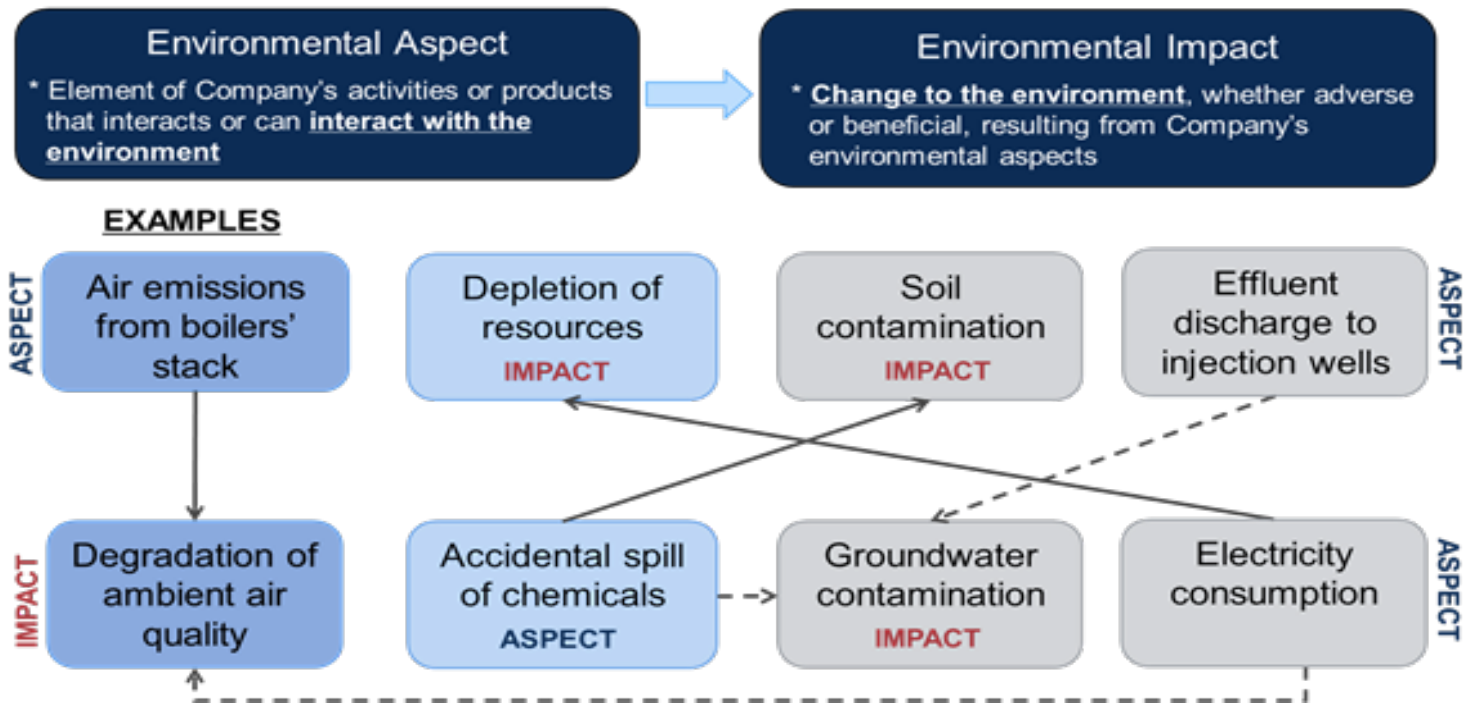 Environmental Aspect
* Element of Company's activities or products
that interacts or can interact with the
environment
Environmental Impact
* Change to the environment, whether adverse
or beneficial, resulting from Company's
environmental aspects
EXAMPLES
ASPECT
Air emissions
from boilers'
stack
Depletion of
resources
IMPACT
Soil
contamination
IMPACT
Effluent
discharge to
injection wells
ASPECT
IMPACT
Degradation of
ambient air
quality
Accidental spill
of chemicals
ASPECT
Groundwater
contamination
IMPACT
Electricity
consumption
ASPECT